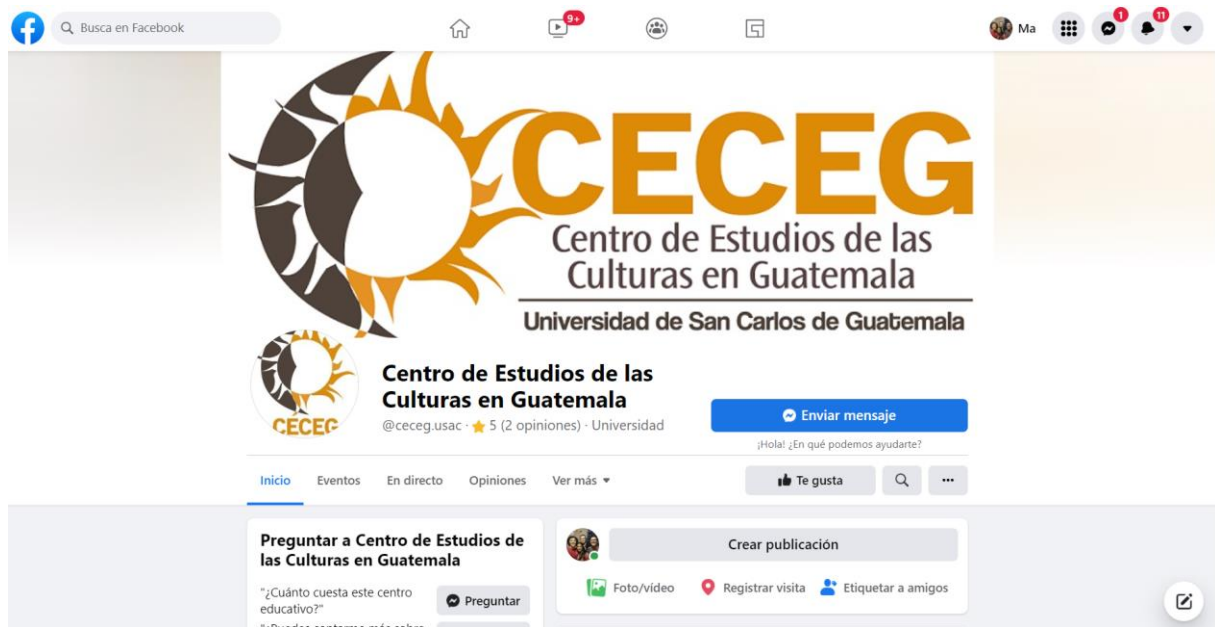 Busca en Facebook
9+
Ma
1
11
CECEG
Centro de Estudios de las
Culturas en Guatemala
Universidad de San Carlos de Guatemala
CECEG
Centro de Estudios de las
Culturas en Guatemala
@ceceg.usac · 5 (2 opiniones) · Universidad
Enviar mensaje
¡Hola! ¿En qué podemos ayudarte?
Inicio Eventos En directo Opiniones Ver más
Te gusta
Preguntar a Centro de Estudios de
las Culturas en Guatemala
"¿Cuánto cuesta este centro
educativo?"
Preguntar
"¿Puedes contarme más sobre
Crear publicación
Foto/vídeo Registrar visita Etiquetar a amigos